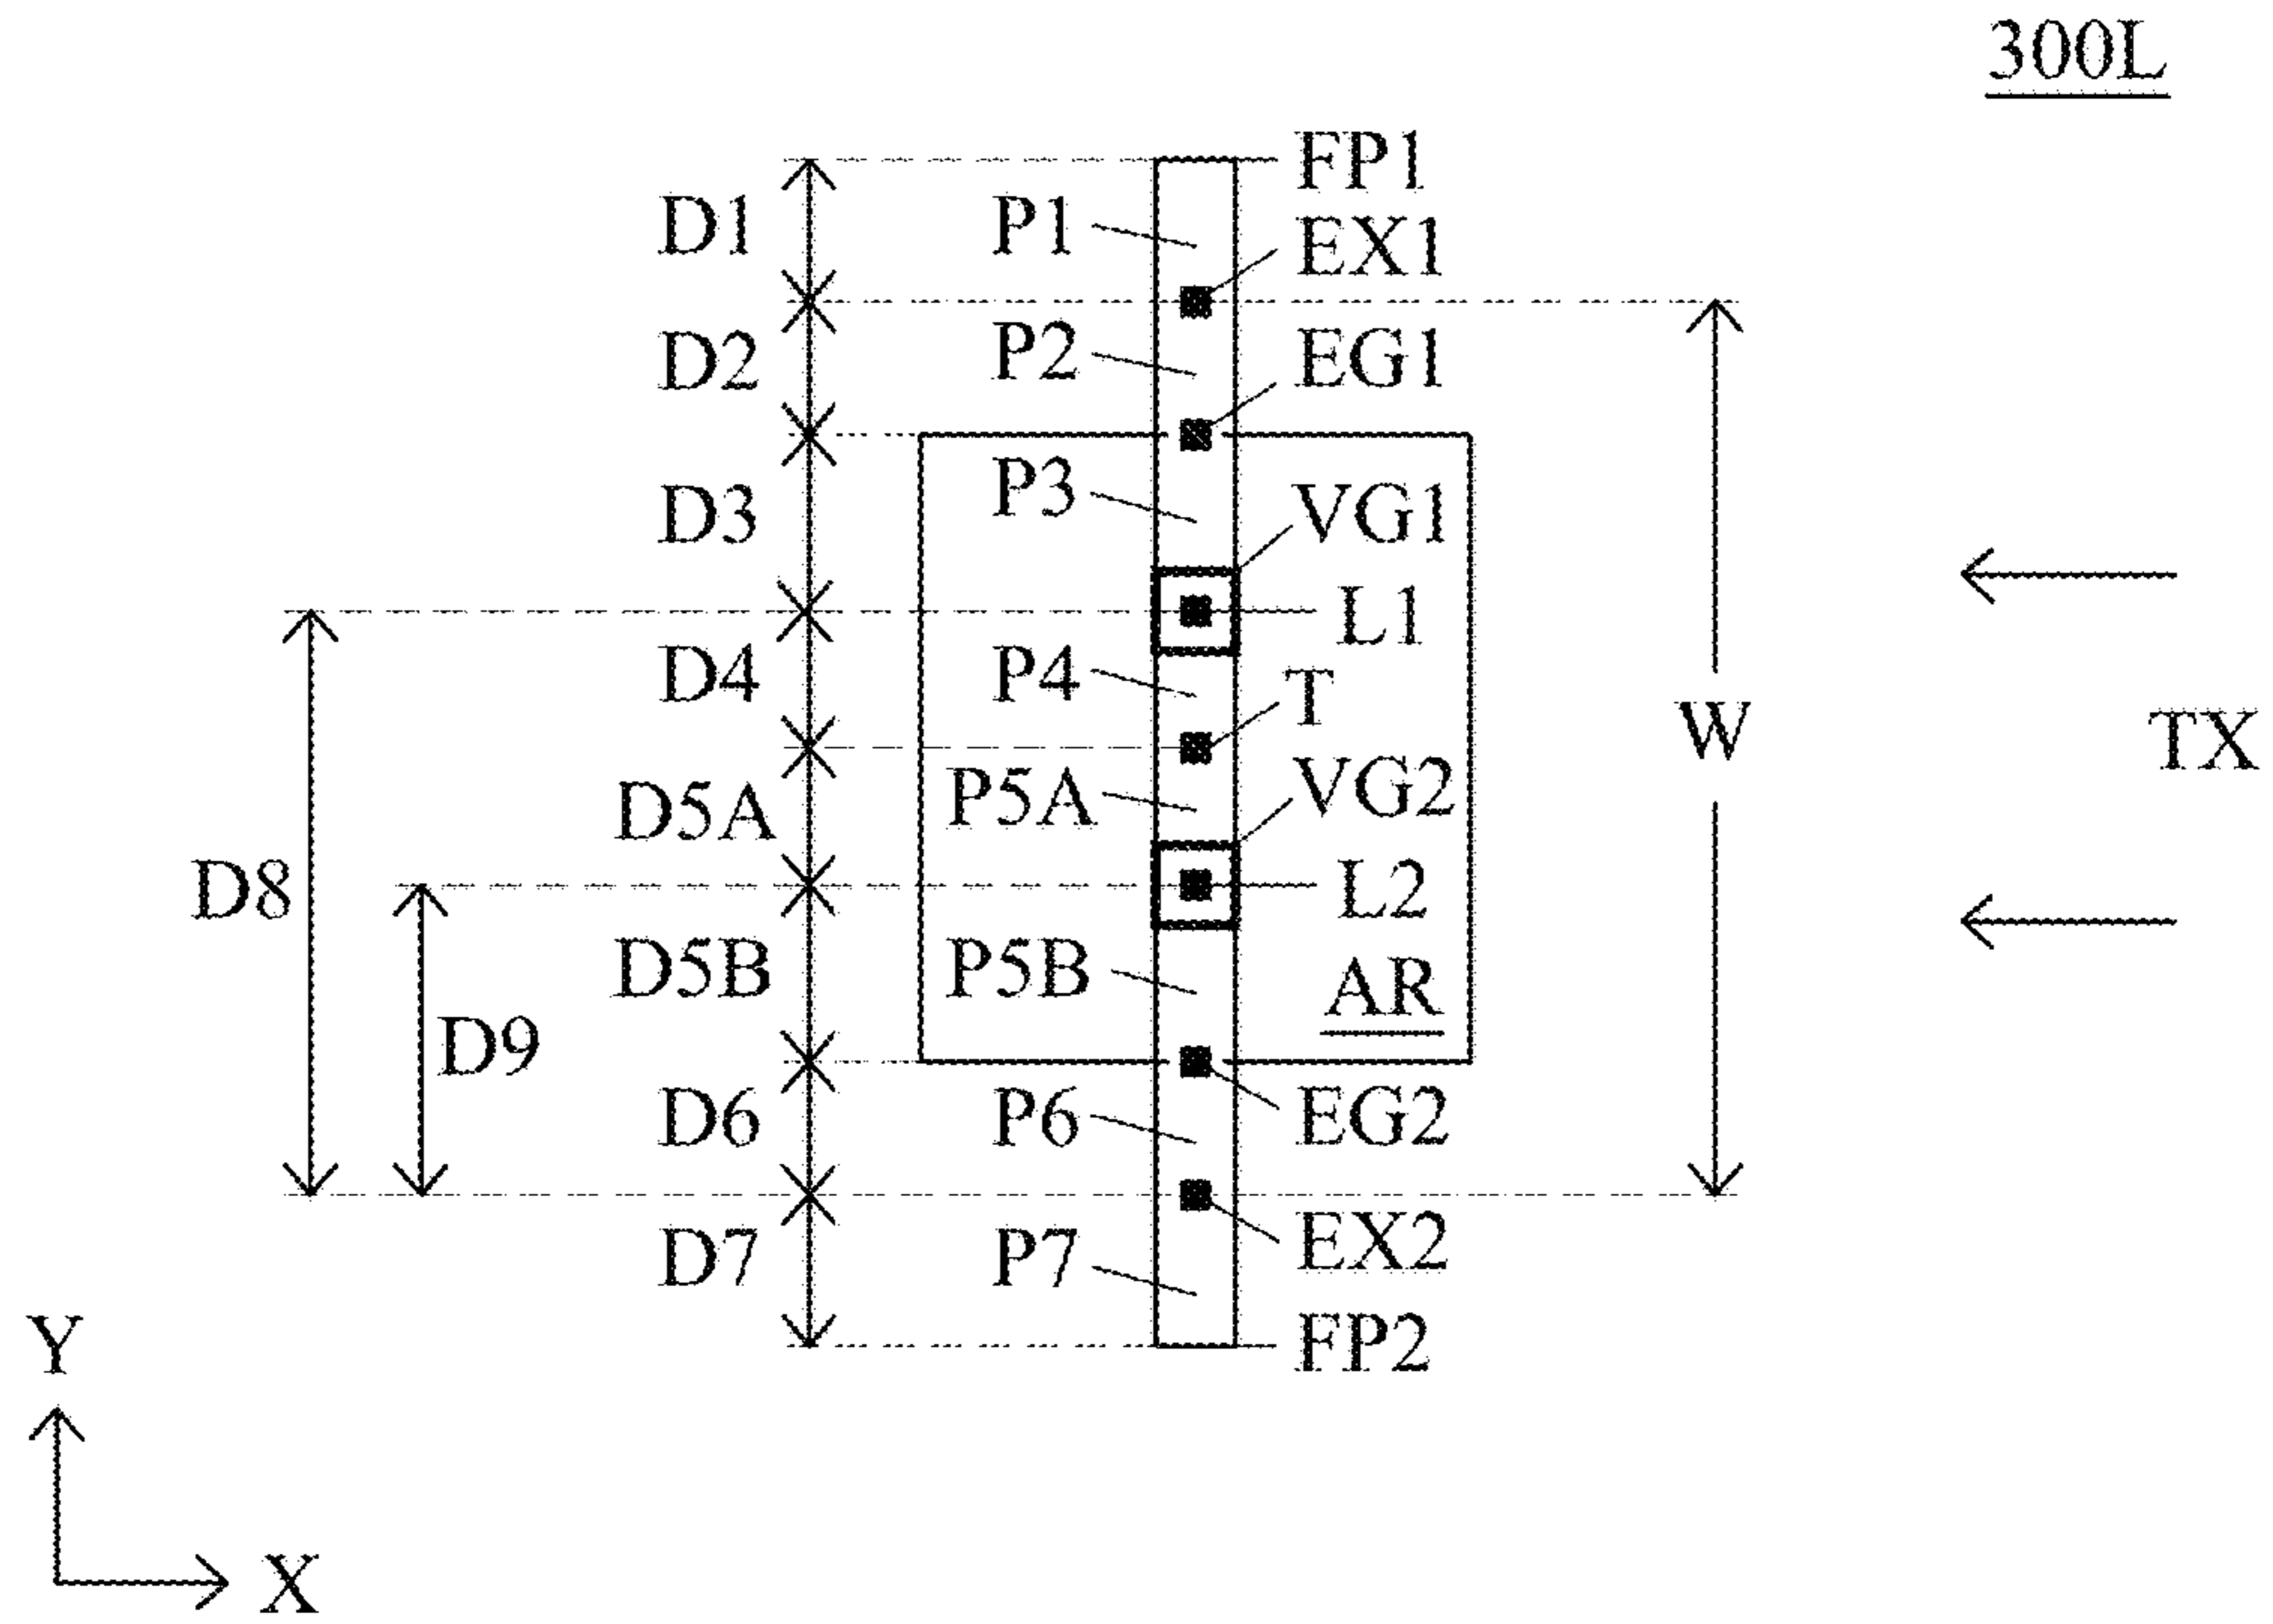 300L
FP1
D1 P1 EX1
D2 P2 EG1
D3 P3 VG1
L1
D4 P4 T
W TX
D5A P5A VG2
D8 L2
D5B P5B AR
D9
D6 P6 EG2
D7 P7 EX2
FP2
Y
X